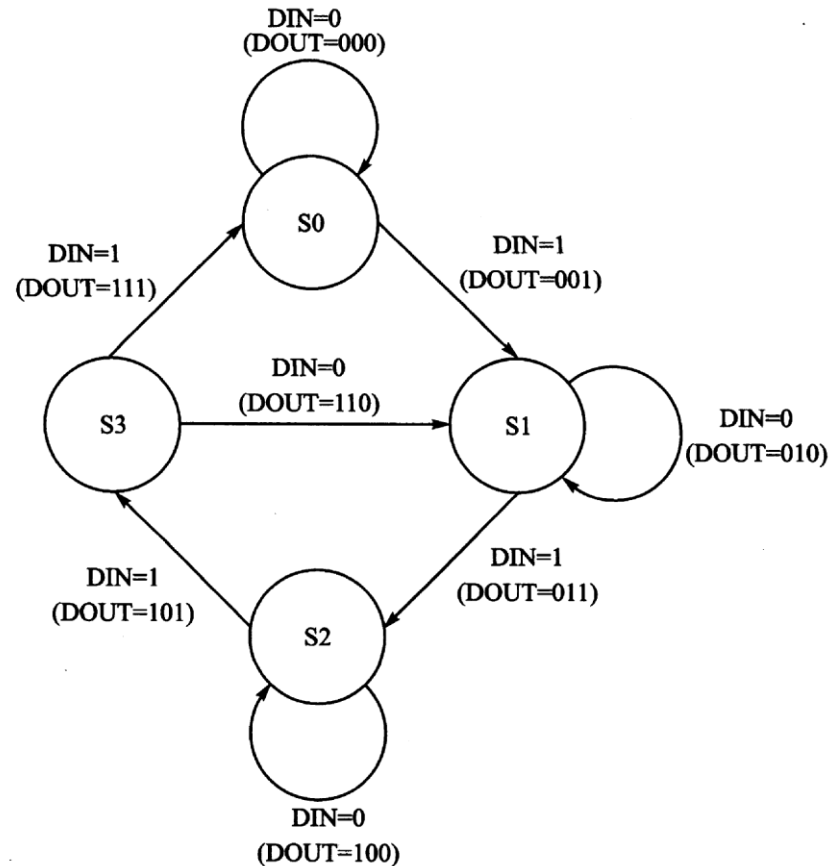 DIN=0
(DOUT=000)
S0
DIN=1
(DOUT=111)
DIN=1
(DOUT=001)
DIN=0
(DOUT=110)
S3
S1
DIN=0
(DOUT=010)
DIN=1
(DOUT=101)
DIN=1
(DOUT=011)
S2
DIN=0
(DOUT=100)